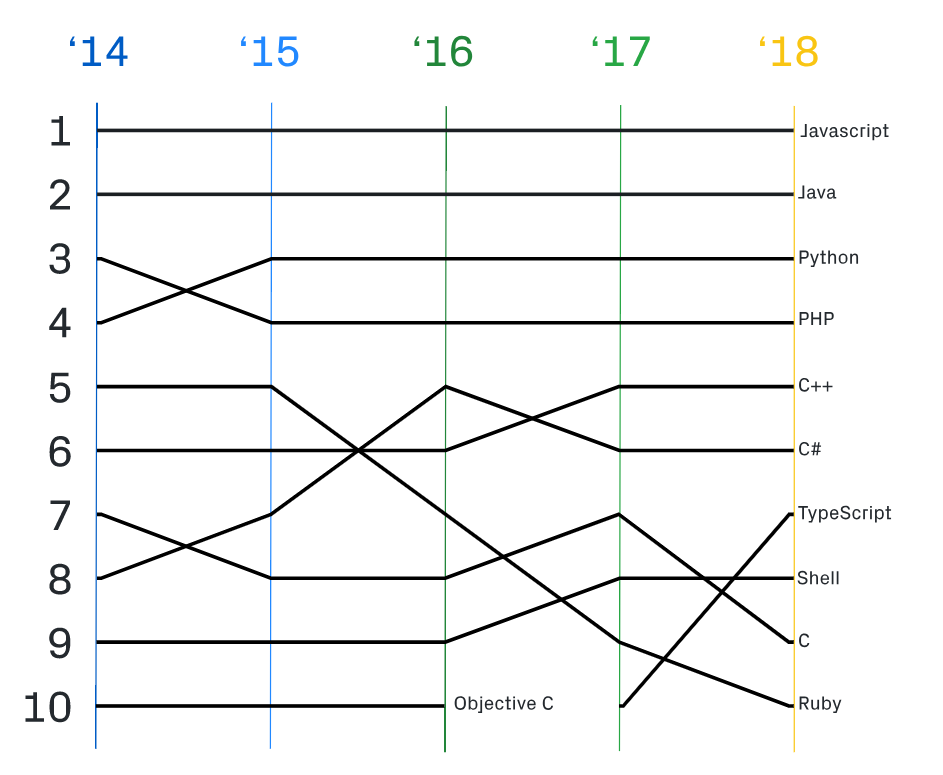 ‘14 ‘15 ‘16 ‘17 ‘18
1 Javascript
2 Java
3 Python
4 PHP
5 C++
6 C#
7 TypeScript
8 Shell
9 C
10 Objective C Ruby